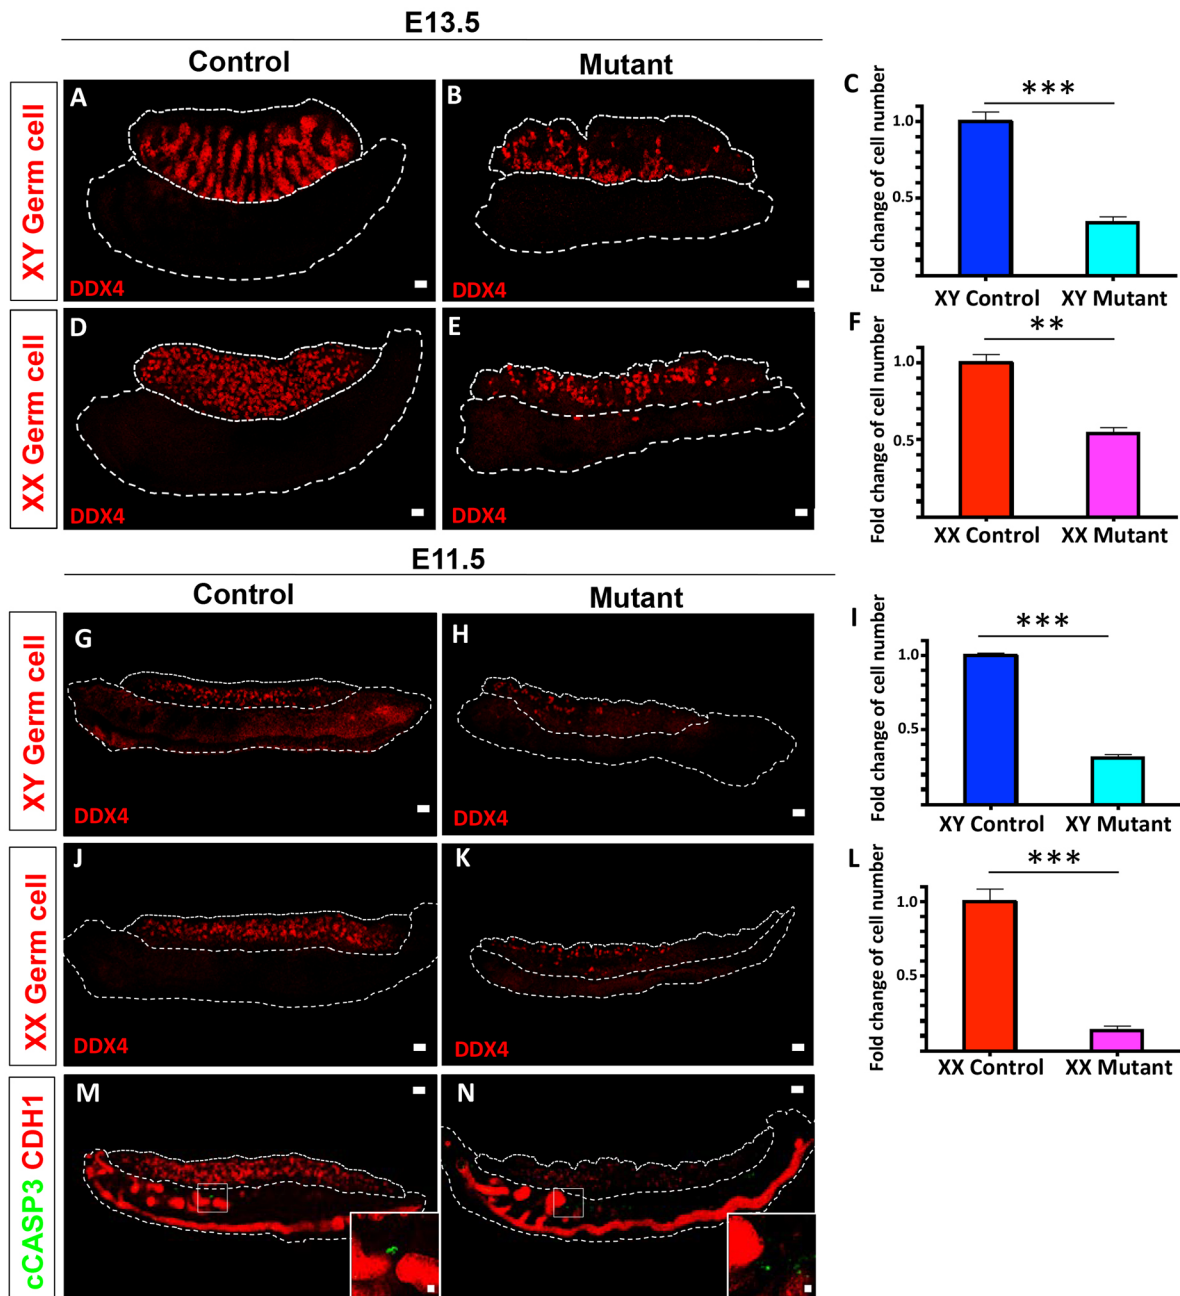 E13.5
Control
Mutant
XY Germ cell
A
DDX4
B
DDX4
C
***
Fold change of cell number
1.0
0.5
XY Control XY Mutant
XX Germ cell
D
DDX4
E
DDX4
F
**
Fold change of cell number
1.0
0.5
XX Control XX Mutant
E11.5
Control
Mutant
XY Germ cell
G
DDX4
H
DDX4
I
***
Fold change of cell number
1.0
0.5
XY Control XY Mutant
XX Germ cell
J
DDX4
K
DDX4
L
***
Fold change of cell number
1.0
0.5
XX Control XX Mutant
cCASP3 CDH1
M
N